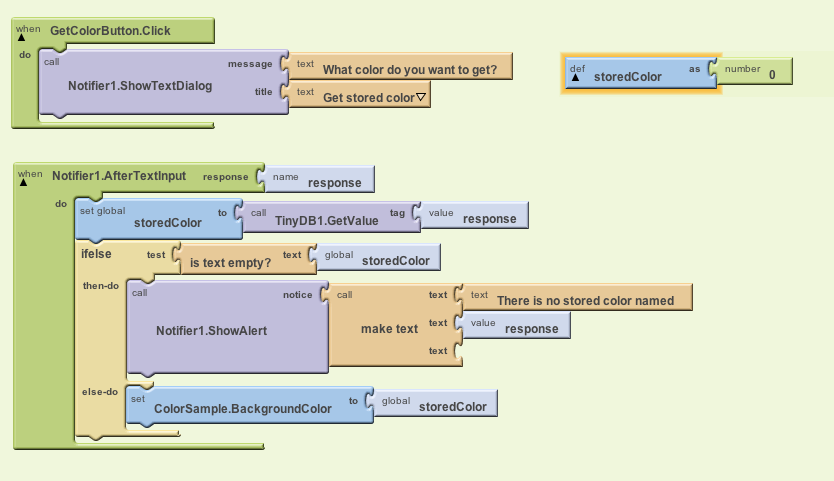 when GetColorButton.Click
do call Notifier1.ShowTextDialog message text What color do you want to get?
title text Get stored color
def storedColor as number 0
when Notifier1.AfterTextInput response name response
do set global storedColor to call TinyDB1.GetValue tag value response
ifelse test is text empty? text global storedColor
then-do call Notifier1.ShowAlert notice call make text text text There is no stored color named
text value response
text
else-do set ColorSample.BackgroundColor to global storedColor